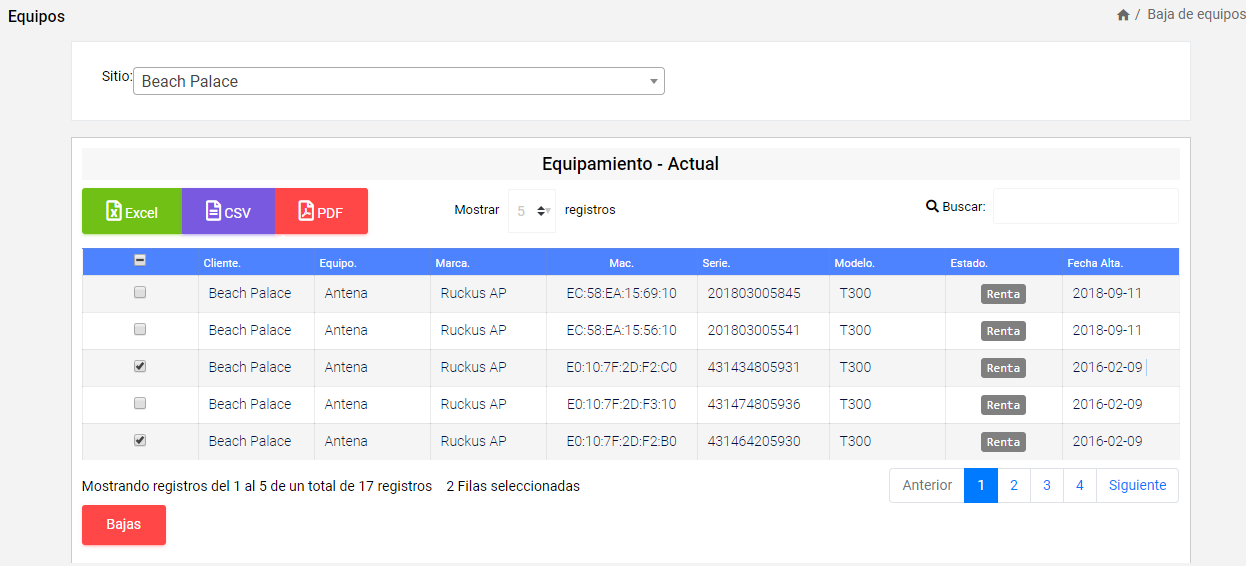 Equipos
/ Baja de equipos
Sitio: Beach Palace
Equipamiento - Actual
Excel CSV PDF Mostrar 5 registros Buscar:
Cliente. Equipo. Marca. Mac. Serie. Modelo. Estado. Fecha Alta.
Beach Palace Antena Ruckus AP EC:58:EA:15:69:10 201803005845 T300 Renta 2018-09-11
Beach Palace Antena Ruckus AP EC:58:EA:15:56:10 201803005541 T300 Renta 2018-09-11
Beach Palace Antena Ruckus AP E0:10:7F:2D:F2:C0 431434805931 T300 Renta 2016-02-09
Beach Palace Antena Ruckus AP E0:10:7F:2D:F3:10 431474805936 T300 Renta 2016-02-09
Beach Palace Antena Ruckus AP E0:10:7F:2D:F2:B0 431464205930 T300 Renta 2016-02-09
Mostrando registros del 1 al 5 de un total de 17 registros 2 Filas seleccionadas Anterior 1 2 3 4 Siguiente
Bajas